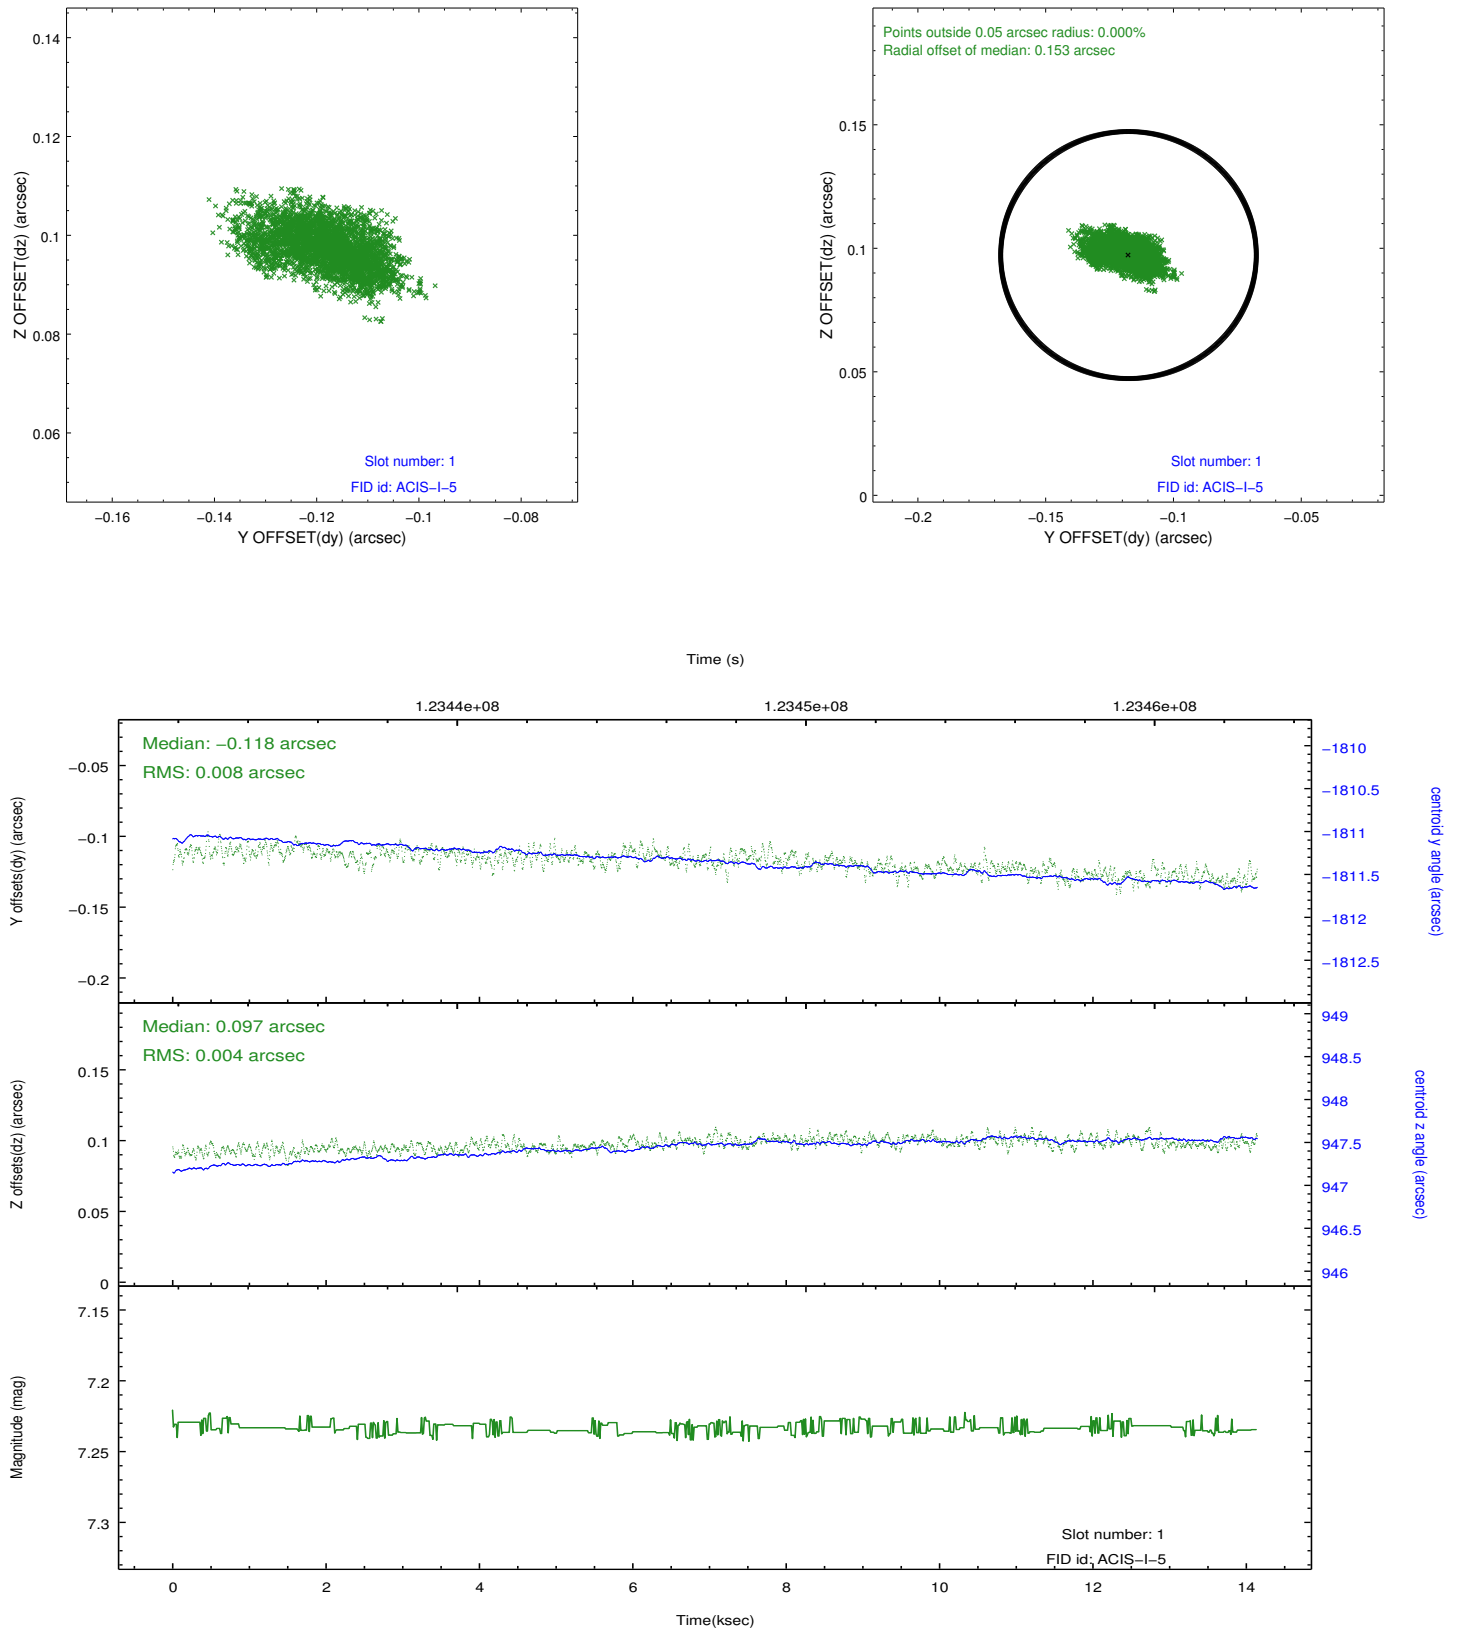 0.14
0.12
0.1
0.08
0.06
Z OFFSET(dz) (arcsec)
Slot number: 1
FID id: ACIS−I−5
−0.16 −0.14 −0.12 −0.1 −0.08
Y OFFSET(dy) (arcsec)
Points outside 0.05 arcsec radius: 0.000%
Radial offset of median: 0.153 arcsec
0.15
0.1
0.05
0
Z OFFSET(dz) (arcsec)
Slot number: 1
FID id: ACIS−I−5
−0.2 −0.15 −0.1 −0.05
Y OFFSET(dy) (arcsec)
Time (s)
1.2344e+08 1.2345e+08 1.2346e+08
Median: −0.118 arcsec
RMS: 0.008 arcsec
−0.05
−0.1
−0.15
−0.2
Y offsets(dy) (arcsec)
−1810
−1810.5
−1811
−1811.5
−1812
−1812.5
centroid y angle (arcsec)
Median: 0.097 arcsec
RMS: 0.004 arcsec
0.15
0.1
0.05
0
Z offsets(dz) (arcsec)
949
948.5
948
947.5
947
946.5
946
centroid z angle (arcsec)
7.15
7.2
7.25
7.3
Magnitude (mag)
Slot number: 1
FID id: ACIS−I−5
0 2 4 6 8 10 12 14
Time(ksec)